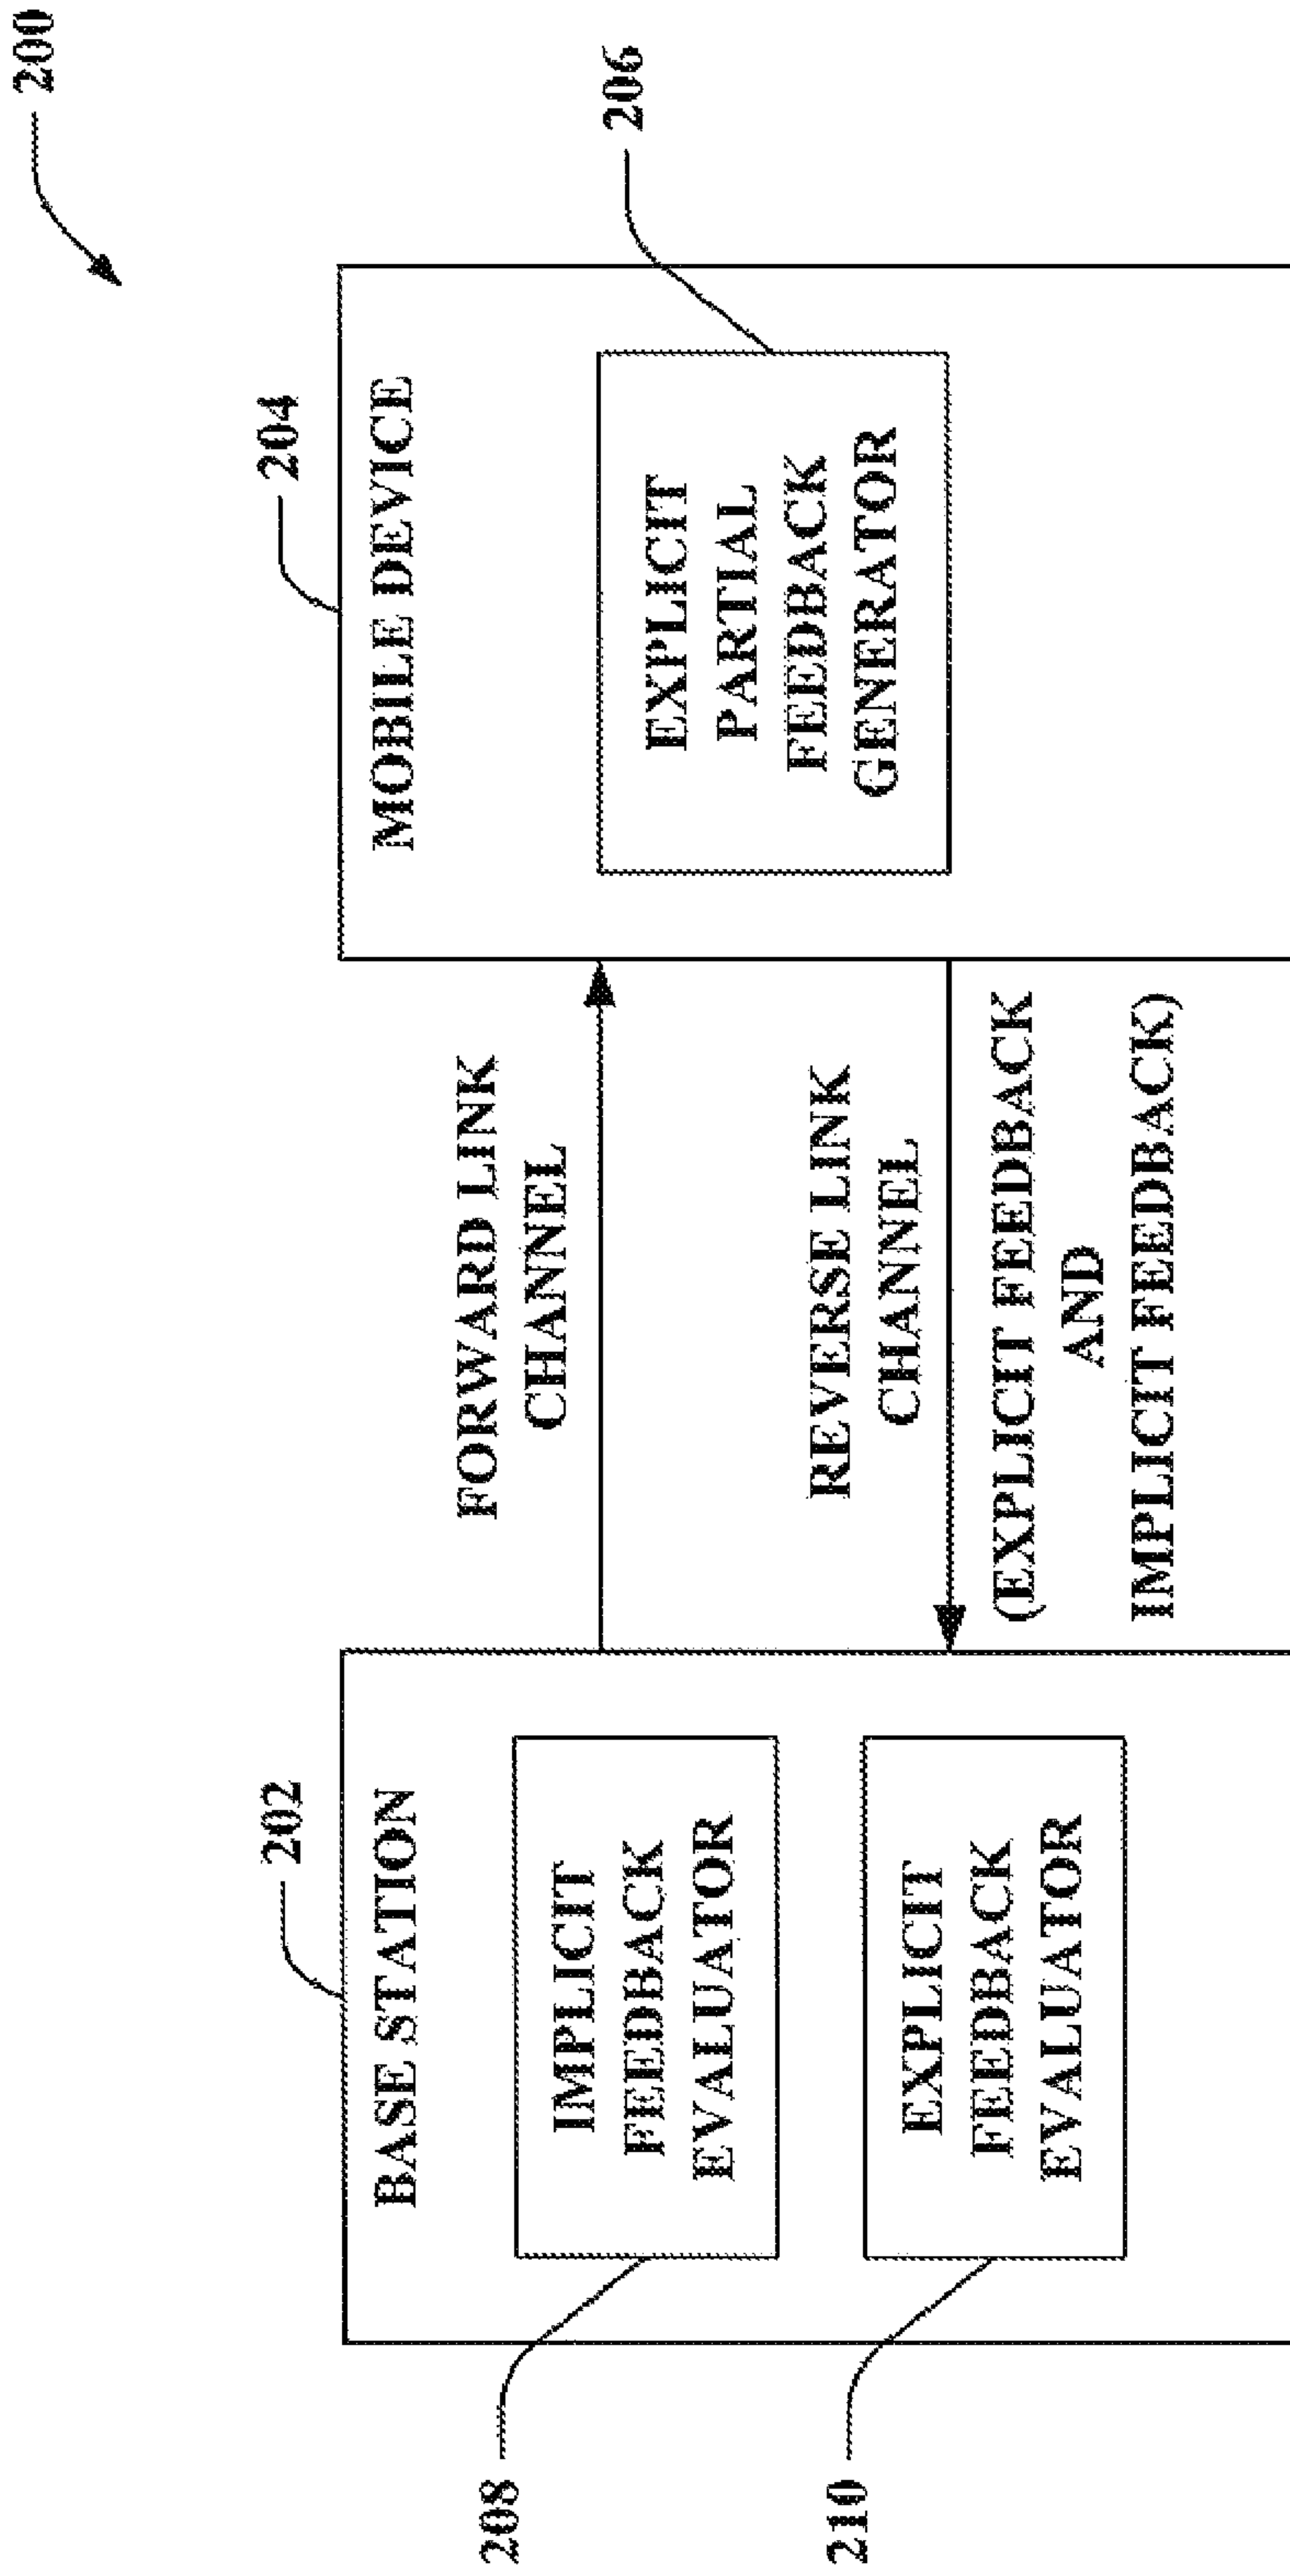 200
202
BASE STATION
208
IMPLICIT
FEEDBACK
EVALUATOR
210
EXPLICIT
FEEDBACK
EVALUATOR
FORWARD LINK
CHANNEL
REVERSE LINK
CHANNEL
(EXPLICIT FEEDBACK
AND
IMPLICIT FEEDBACK)
204
MOBILE DEVICE
206
EXPLICIT
PARTIAL
FEEDBACK
GENERATOR